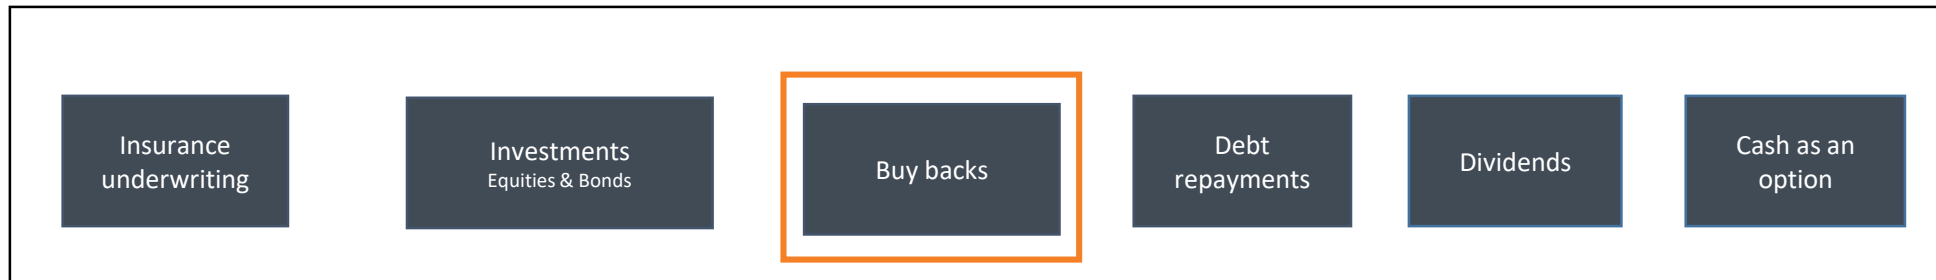 Insurance
underwriting
Investments
Equities & Bonds
Buy backs
Debt
repayments
Dividends
Cash as an
option